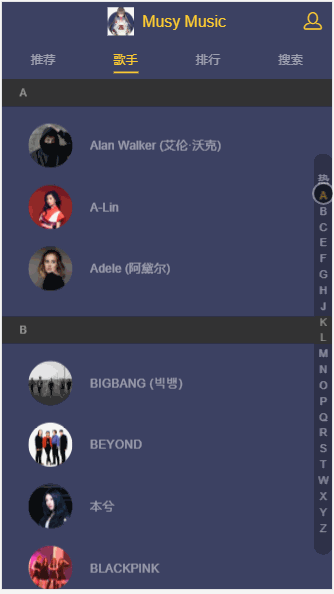 Musy Music
推荐 歌手 排行 搜索
A
Alan Walker (艾伦·沃克)
A-Lin
Adele (阿黛尔)
B
BIGBANG (빅뱅)
BEYOND
本兮
BLACKPINK
热
A
B
C
E
F
G
H
J
K
L
M
N
O
P
Q
R
S
T
W
X
Y
Z